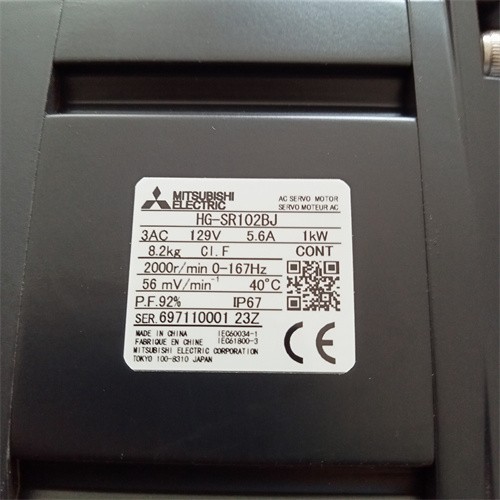 MITSUBISHI
ELECTRIC
AC SERVO MOTOR
SERVO MOTEUR AC
HG-SR102BJ
3AC 129V 5.6A 1kW
8.2kg Cl.F CONT
2000r/min 0-167Hz
56 mV/min⁻¹ 40°C
P.F.92% IP67
SER.697110001 23Z
MADE IN CHINA IEC60034-1
FABRIQUE EN CHINE IEC61800-3
MITSUBISHI ELECTRIC CORPORATION
TOKYO 100-8310 JAPAN
CE